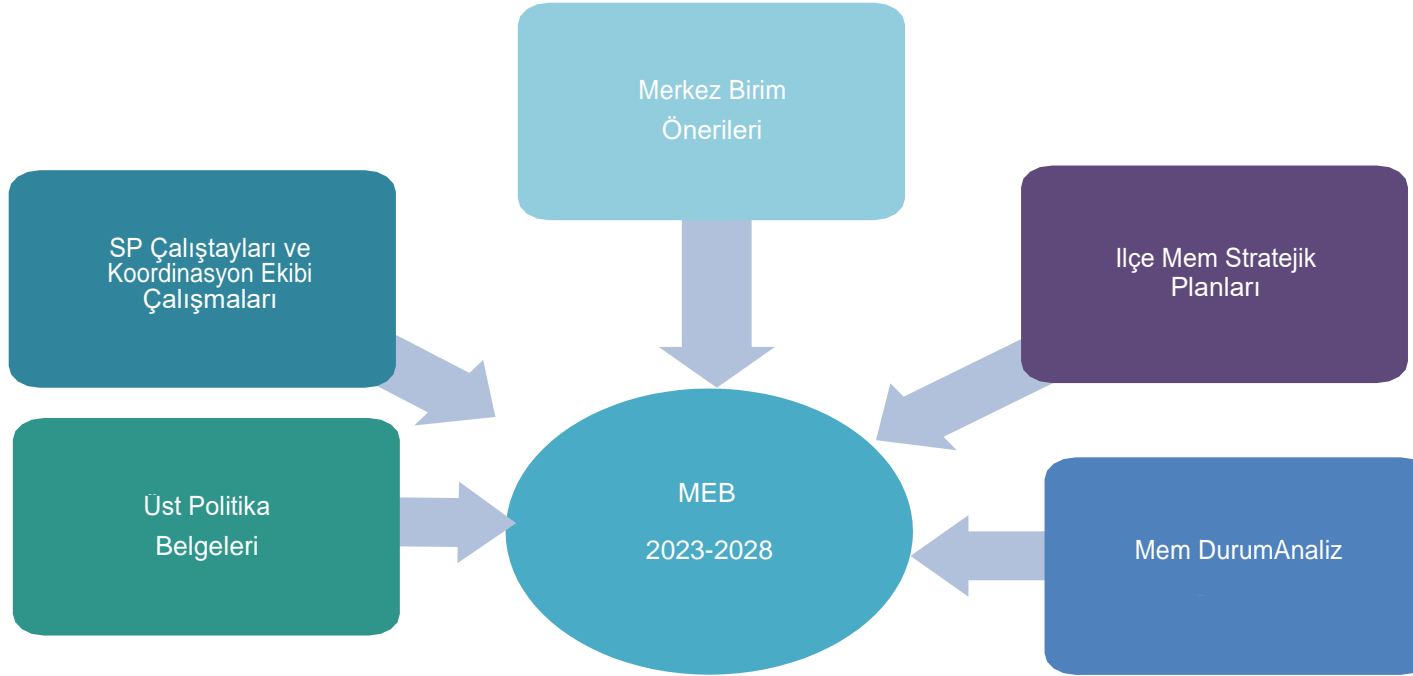 Merkez Birim
Önerileri
SP Çalıştayları ve
Koordinasyon Ekibi
Çalışmaları
Ilçe Mem Stratejik
Planları
Üst Politika
Belgeleri
MEB
2023-2028
Mem DurumAnaliz